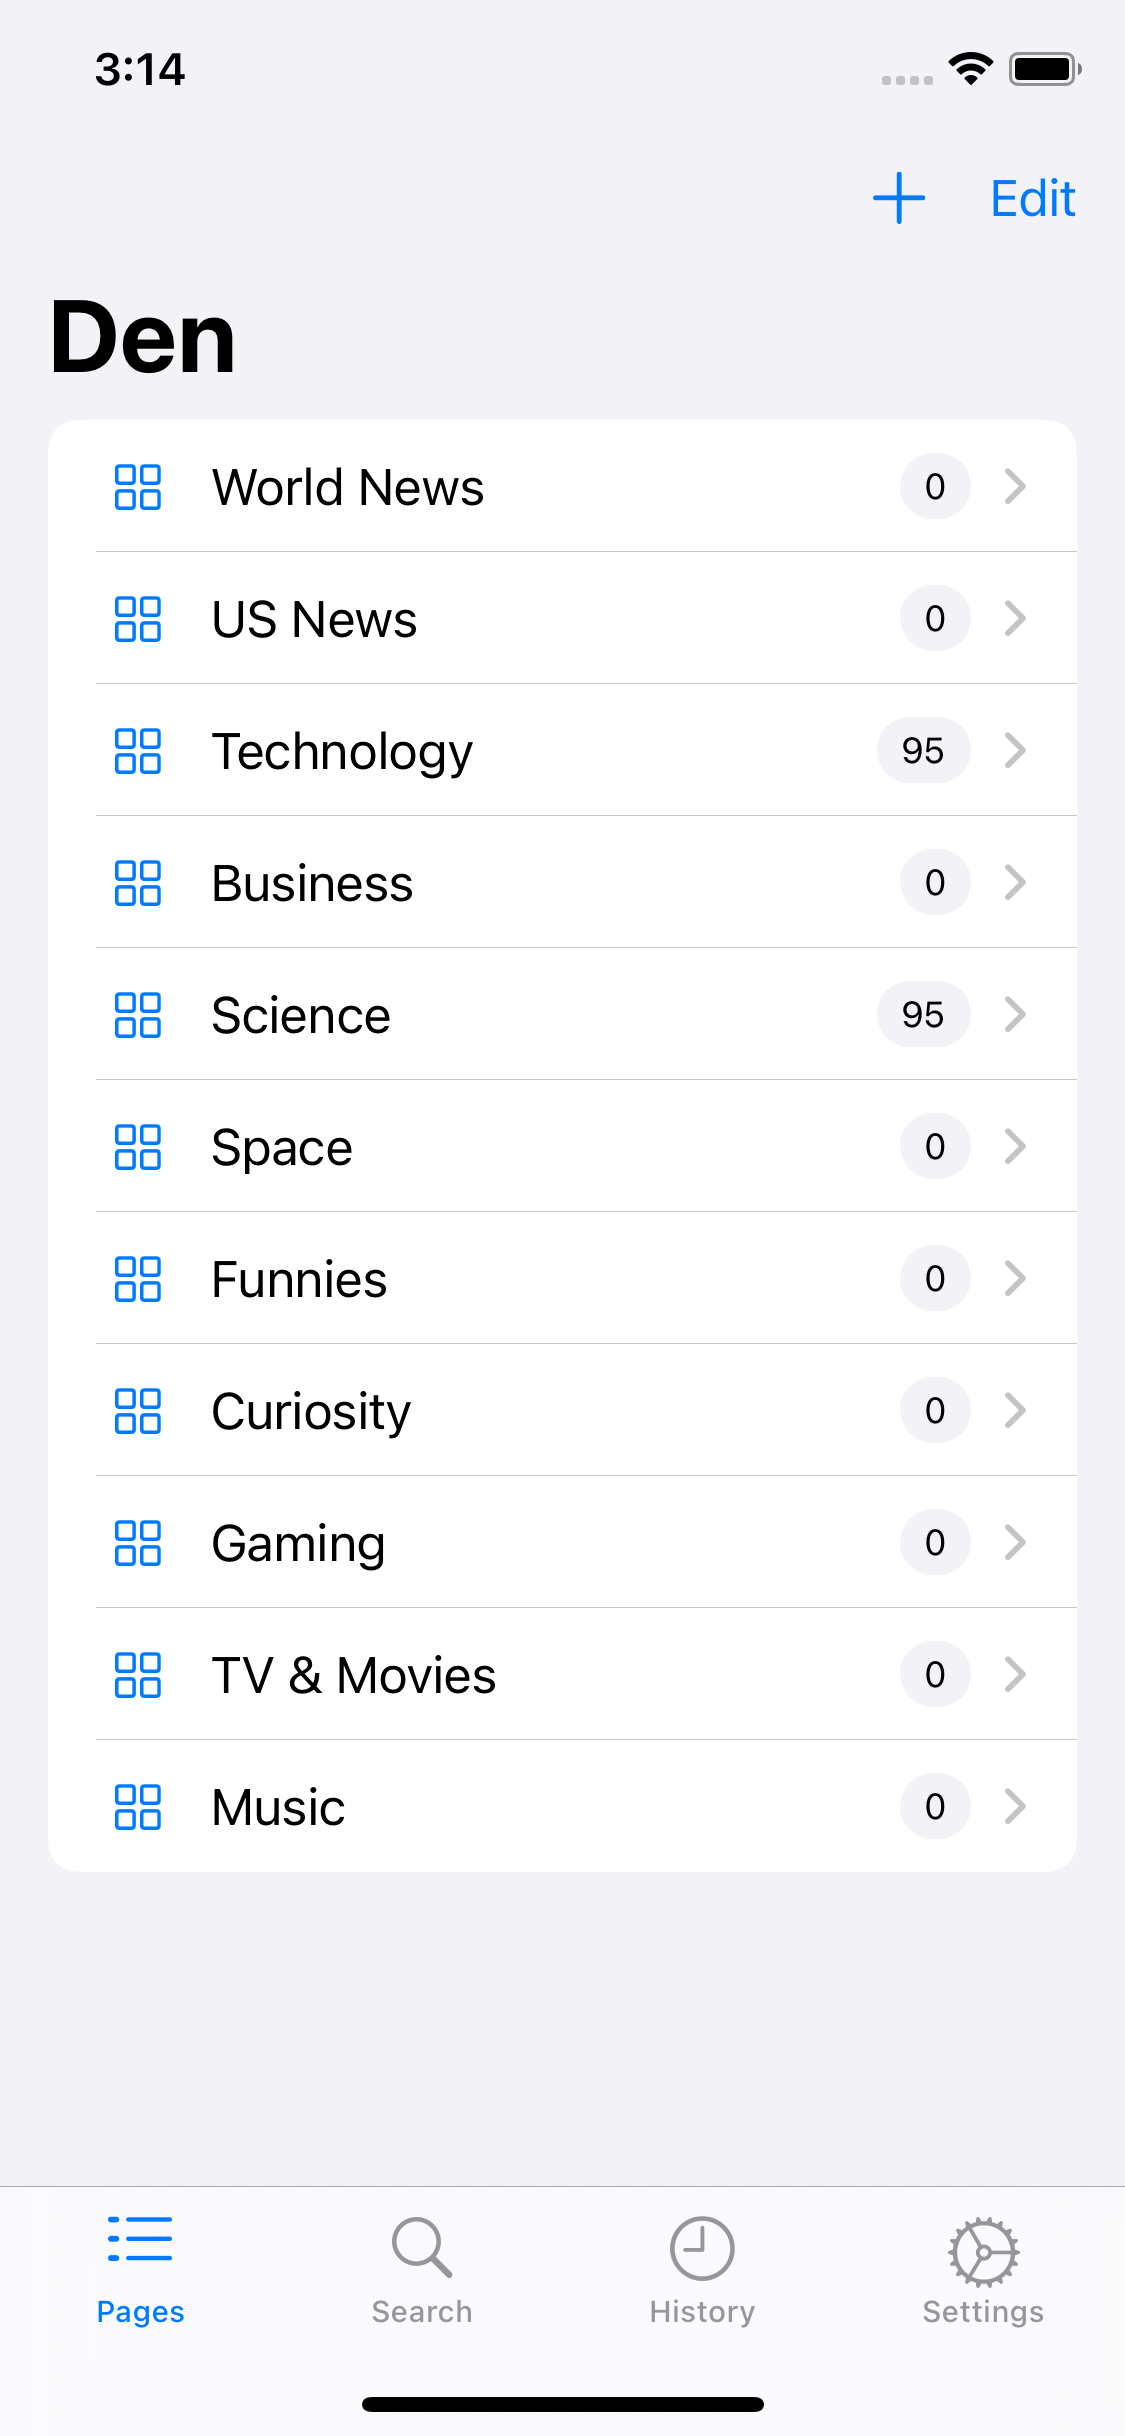 3:14
Edit
Den
World News 0
US News 0
Technology 95
Business 0
Science 95
Space 0
Funnies 0
Curiosity 0
Gaming 0
TV & Movies 0
Music 0
Pages Search History Settings